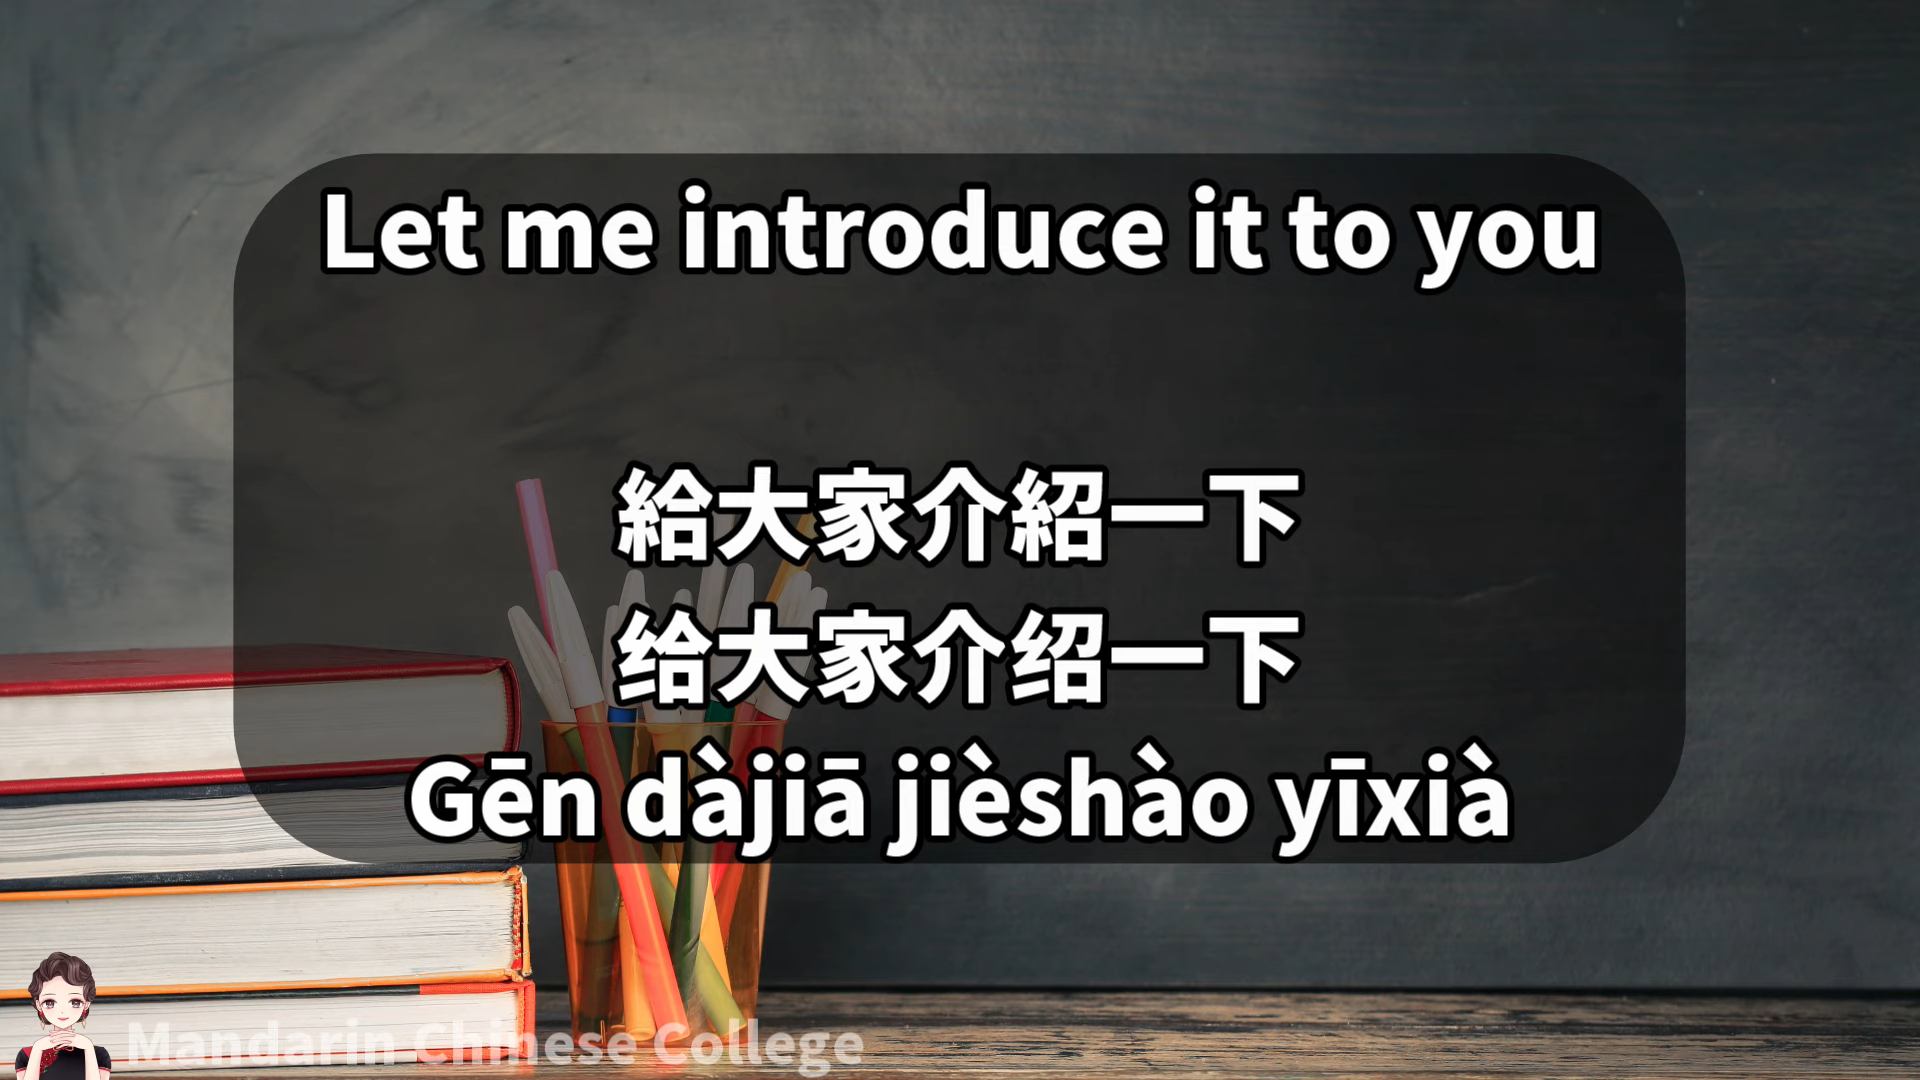 Let me introduce it to you
給大家介紹一下
给大家介绍一下
Gēn dàjiā jièshào yīxià
Mandarin Chinese College